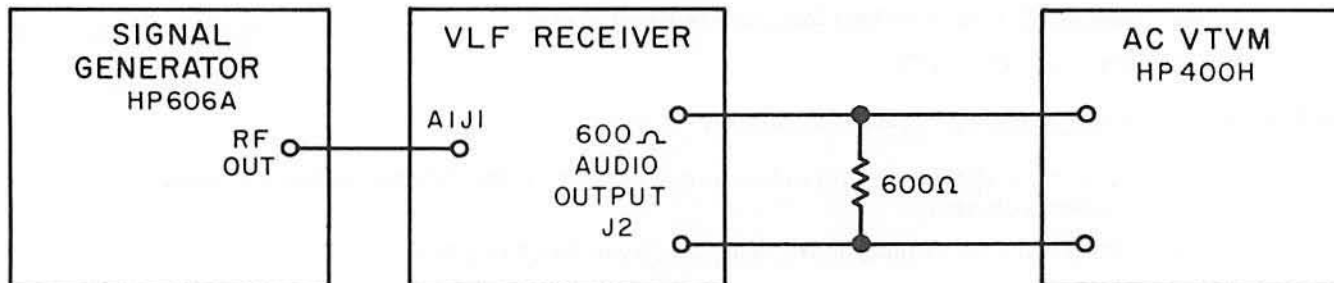 SIGNAL
GENERATOR
HP606A
RF
OUT
VLF RECEIVER
A1J1
600Ω
AUDIO
OUTPUT
J2
600Ω
AC VTVM
HP400H